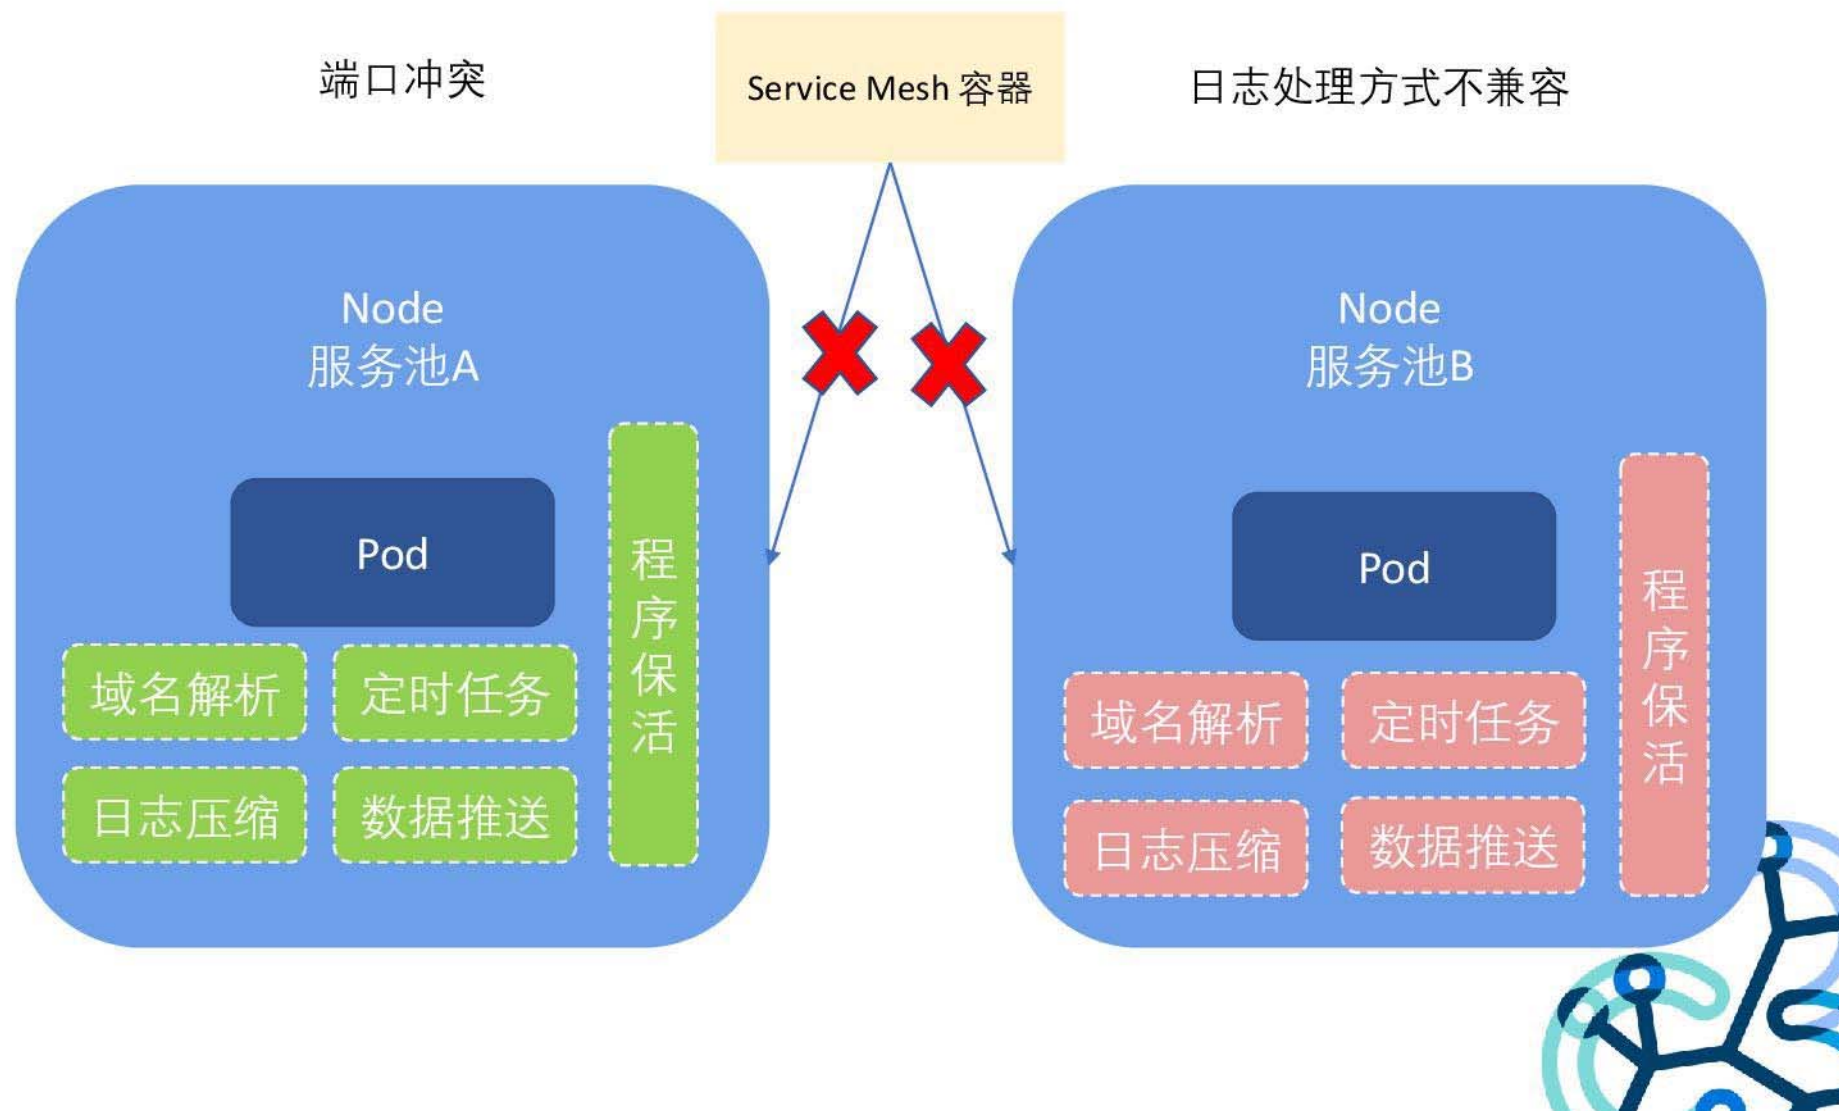 端口冲突
Service Mesh 容器
日志处理方式不兼容
Node
服务池A
Pod
程序保活
域名解析
定时任务
日志压缩
数据推送
Node
服务池B
Pod
程序保活
域名解析
定时任务
日志压缩
数据推送